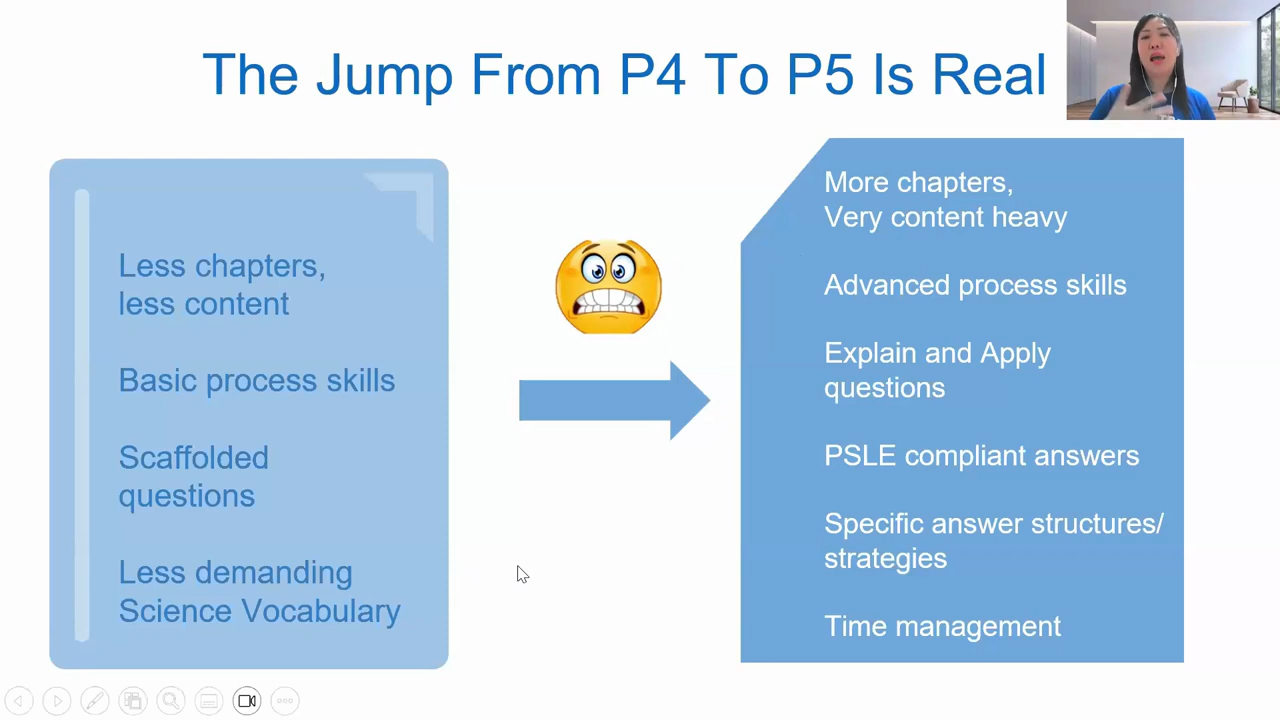 The Jump From P4 To P5 Is Real
Less chapters,
less content
Basic process skills
Scaffolded
questions
Less demanding
Science Vocabulary
More chapters,
Very content heavy
Advanced process skills
Explain and Apply
questions
PSLE compliant answers
Specific answer structures/
strategies
Time management